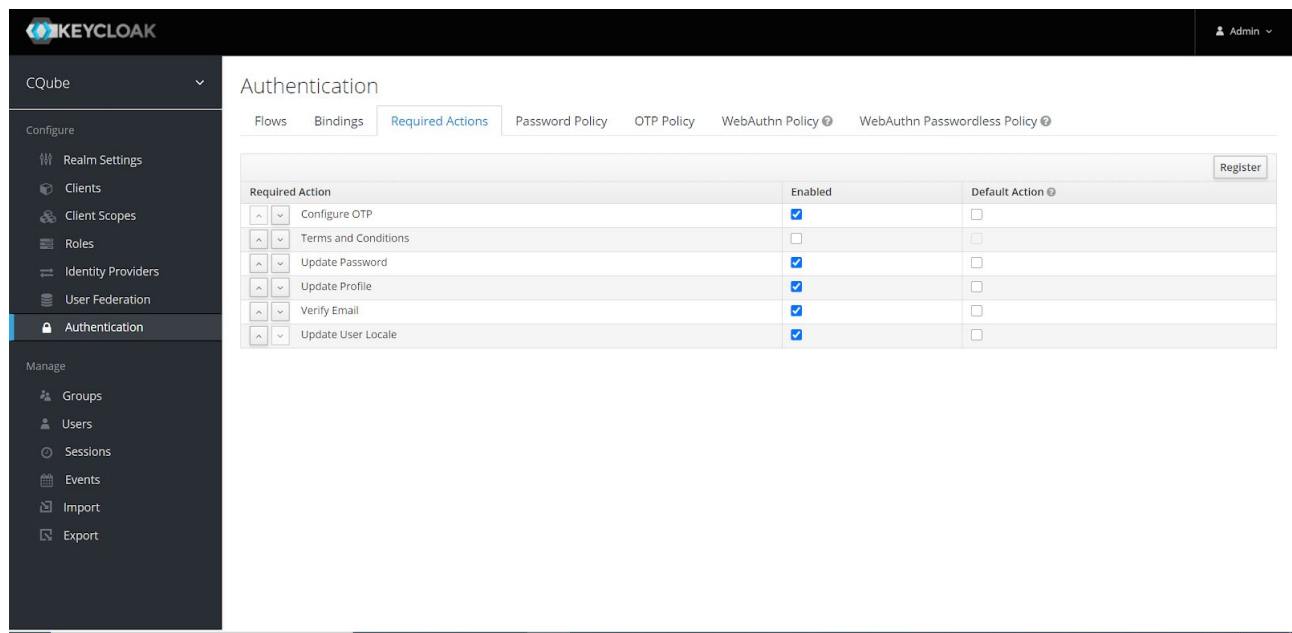 KEYCLOAK
Admin
CQube
Configure
Realm Settings
Clients
Client Scopes
Roles
Identity Providers
User Federation
Authentication
Manage
Groups
Users
Sessions
Events
Import
Export
Authentication
Flows Bindings Required Actions Password Policy OTP Policy WebAuthn Policy WebAuthn Passwordless Policy
Register
Required Action Enabled Default Action
Configure OTP
Terms and Conditions
Update Password
Update Profile
Verify Email
Update User Locale